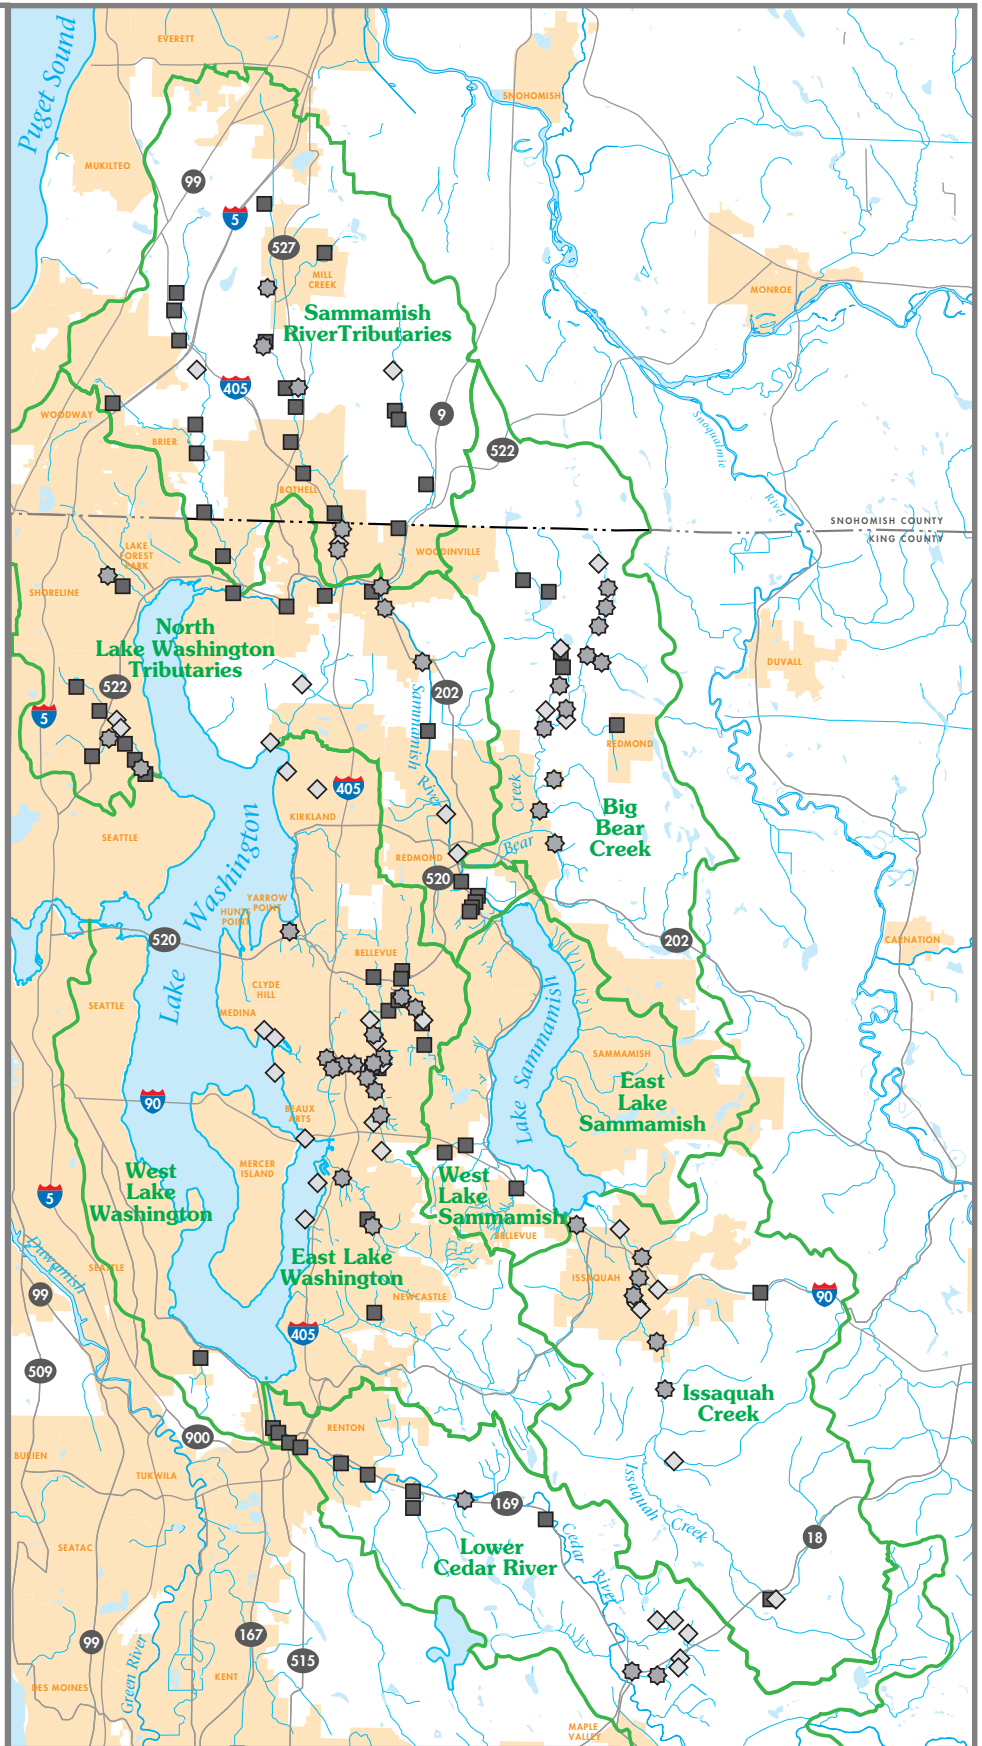 EVERETT
Puget Sound
SNOHOMISH
MUKILTEO
99
5
527
MILL
CREEK
MONROE
Sammamish
RiverTributaries
405
9
WOODWAY
Snoqualmie
River
BRIER
522
BOTHELL
SNOHOMISH COUNTY
KING COUNTY
LAKE
FOREST
PARK
WOODINVILLE
SHORELINE
North
Lake Washington
Tributaries
DUVALL
522
5
202
Sammamish
River
REDMOND
405
KIRKLAND
Creek
Bear
Big
Bear
Creek
SEATTLE
REDMOND
520
Lake
Washington
YARROW
POINT
HUNTS
POINT
520
202
CARNATION
BELLEVUE
CLYDE
HILL
SEATTLE
MEDINA
Lake Sammamish
SAMMAMISH
East
Lake
Sammamish
90
BEAUX
ARTS
MERCER
ISLAND
West
Lake
Washington
West
Lake
Sammamish
5
BELLEVUE
Duwamish
SEATTLE
East Lake
Washington
ISSAQUAH
99
NEWCASTLE
90
405
509
Issaquah
Creek
RENTON
900
BURIEN
TUKWILA
Issaquah
Creek
169
18
Cedar
River
SEATAC
Lower
Cedar River
99
167
515
Green River
KENT
DES MOINES
MAPLE
VALLEY